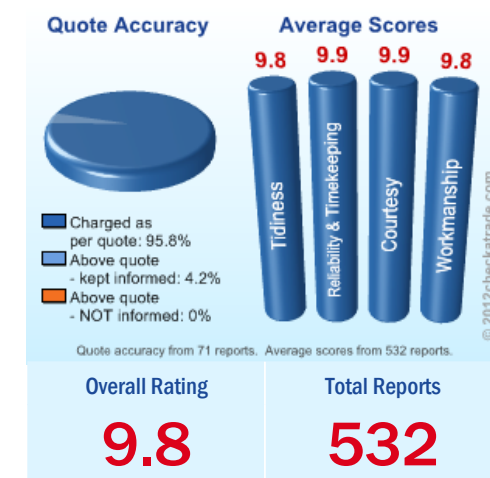 Quote Accuracy
Average Scores
9.8
9.9
9.9
9.8
Tidiness
Reliability & Timekeeping
Courtesy
Workmanship
Charged as
per quote: 95.8%
Above quote
- kept informed: 4.2%
Above quote
- NOT informed: 0%
© 2012checkatrade.com
Quote accuracy from 71 reports. Average scores from 532 reports.
Overall Rating
9.8
Total Reports
532